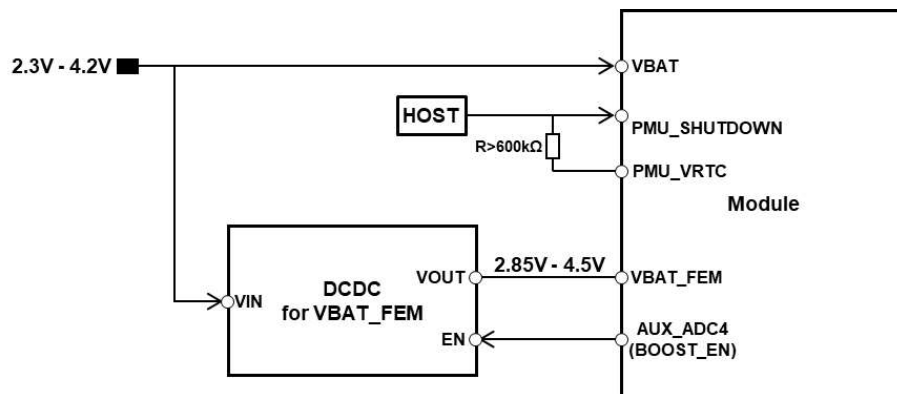 2.3V - 4.2V
VBAT
HOST
PMU_SHUTDOWN
R>600kΩ
PMU_VRTC
Module
2.85V - 4.5V
VOUT
VBAT_FEM
DCDC
for VBAT_FEM
VIN
EN
AUX_ADC4
(BOOST_EN)